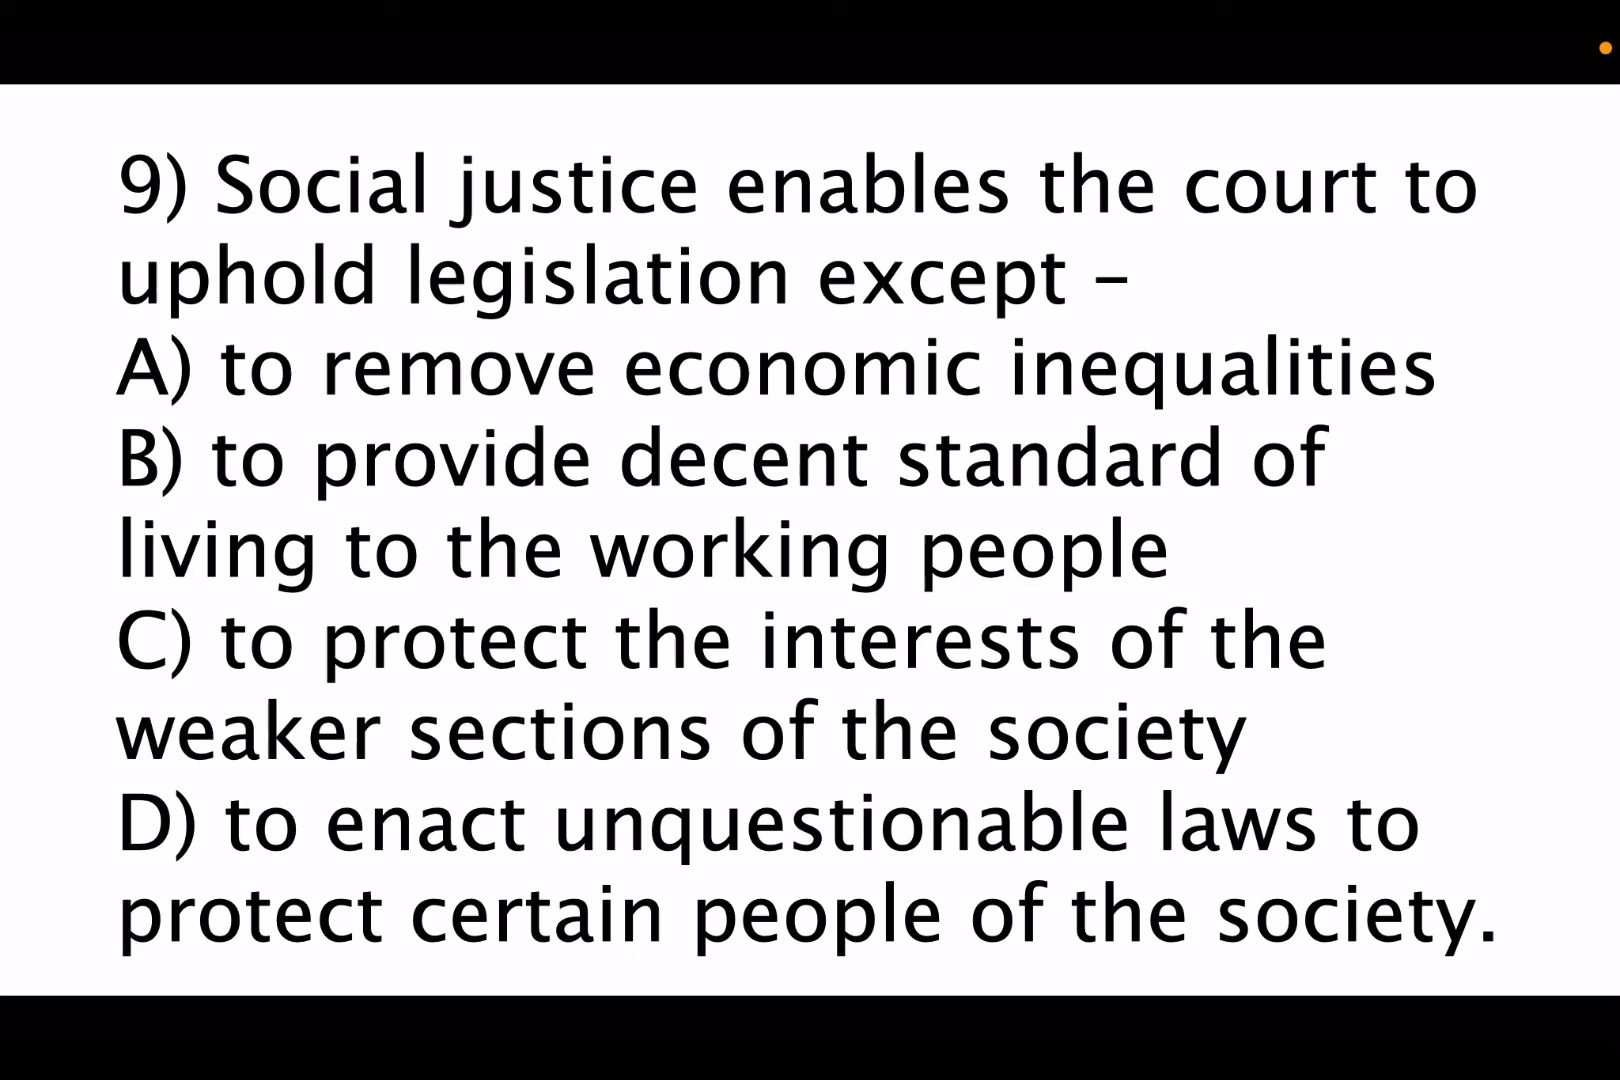 9) Social justice enables the court to
uphold legislation except –
A) to remove economic inequalities
B) to provide decent standard of
living to the working people
C) to protect the interests of the
weaker sections of the society
D) to enact unquestionable laws to
protect certain people of the society.